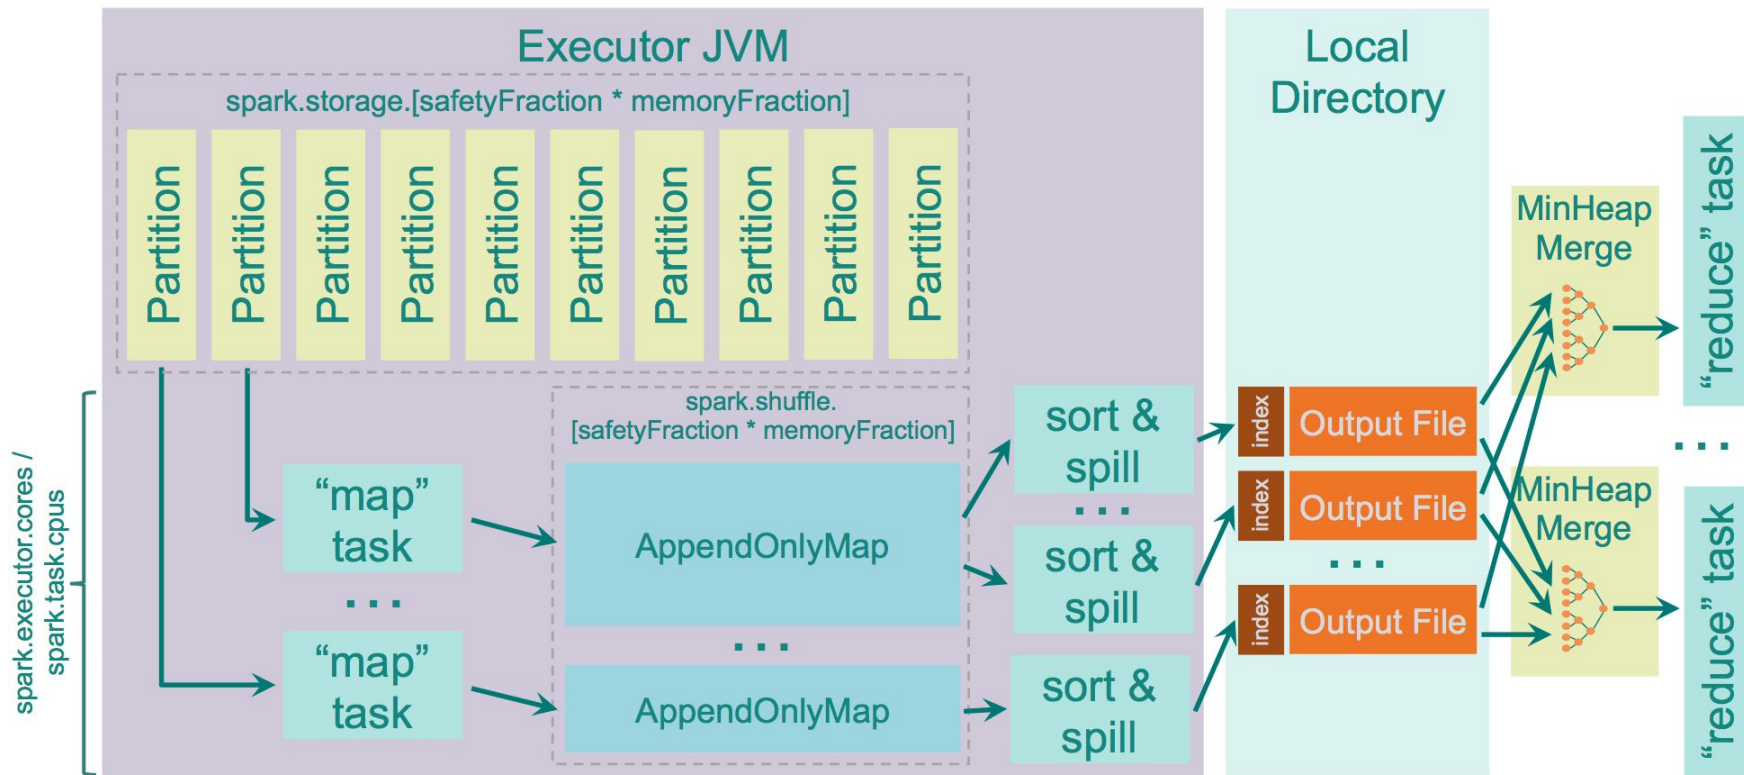 Executor JVM
spark.storage.[safetyFraction * memoryFraction]
Partition
Partition
Partition
Partition
Partition
Partition
Partition
Partition
Partition
Partition
spark.executor.cores /
spark.task.cpus
"map"
task
...
"map"
task
spark.shuffle.
[safetyFraction * memoryFraction]
AppendOnlyMap
...
AppendOnlyMap
sort &
spill
...
sort &
spill
sort &
spill
Local
Directory
index
Output File
index
Output File
...
index
Output File
MinHeap
Merge
MinHeap
Merge
“reduce” task
...
“reduce” task